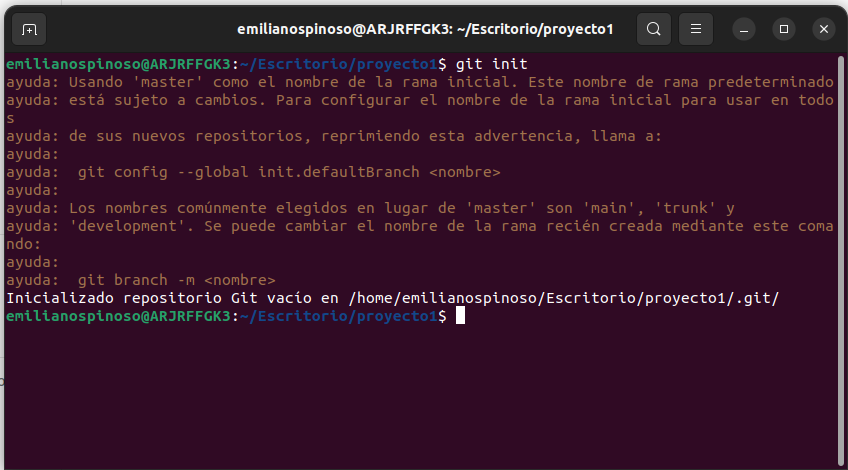 emilianospinoso@ARJRFFGK3: ~/Escritorio/proyecto1
emilianospinoso@ARJRFFGK3:~/Escritorio/proyecto1$ git init
ayuda: Usando 'master' como el nombre de la rama inicial. Este nombre de rama predeterminado
ayuda: está sujeto a cambios. Para configurar el nombre de la rama inicial para usar en todo
s
ayuda: de sus nuevos repositorios, reprimiendo esta advertencia, llama a:
ayuda:
ayuda:  git config --global init.defaultBranch <nombre>
ayuda:
ayuda: Los nombres comúnmente elegidos en lugar de 'master' son 'main', 'trunk' y
ayuda: 'development'. Se puede cambiar el nombre de la rama recién creada mediante este coma
ndo:
ayuda:
ayuda:  git branch -m <nombre>
Inicializado repositorio Git vacío en /home/emilianospinoso/Escritorio/proyecto1/.git/
emilianospinoso@ARJRFFGK3:~/Escritorio/proyecto1$